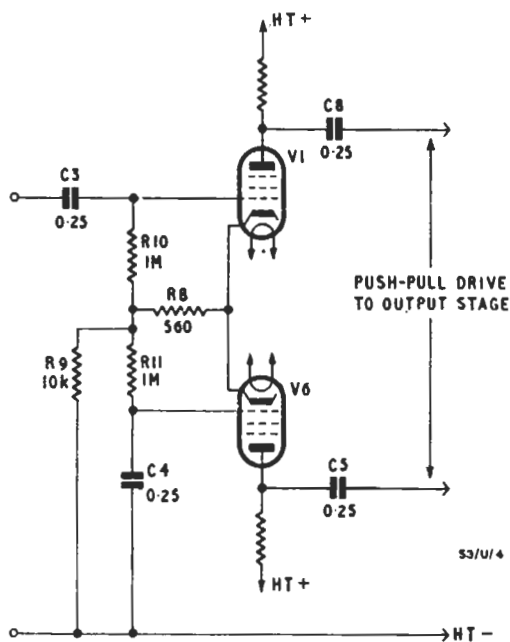 HT+
C8
0·25
V1
C3
0·25
R10
1M
R8
560
PUSH-PULL DRIVE
TO OUTPUT STAGE
R9
10k
R11
1M
V6
C4
0·25
C5
0·25
S3/U/4
HT+
HT-